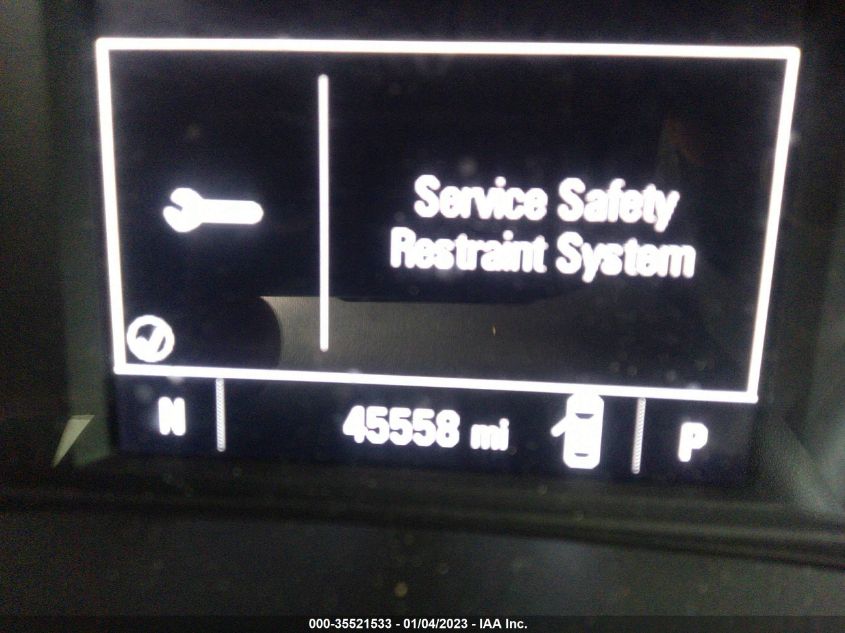 Service Safety
Restraint System
N 45558 mi P
000-35521533 - 01/04/2023 - IAA Inc.